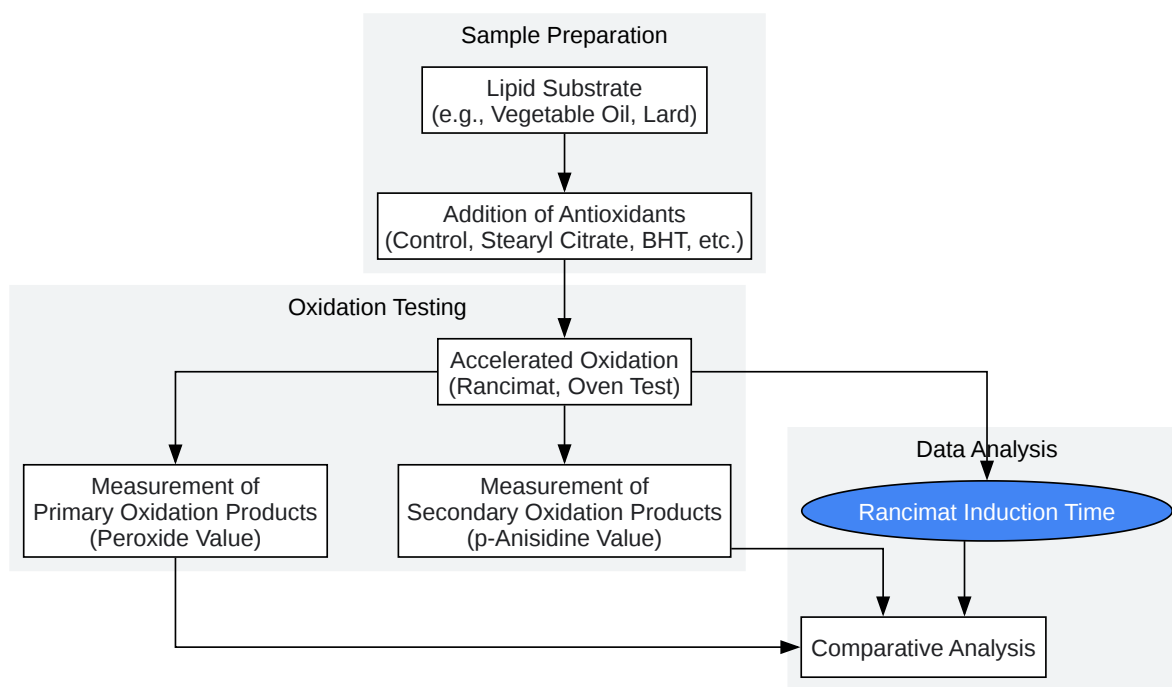 Sample Preparation
Lipid Substrate
(e.g., Vegetable Oil, Lard)
Addition of Antioxidants
(Control, Stearyl Citrate, BHT, etc.)
Oxidation Testing
Accelerated Oxidation
(Rancimat, Oven Test)
Measurement of
Primary Oxidation Products
(Peroxide Value)
Measurement of
Secondary Oxidation Products
(p-Anisidine Value)
Data Analysis
Rancimat Induction Time
Comparative Analysis